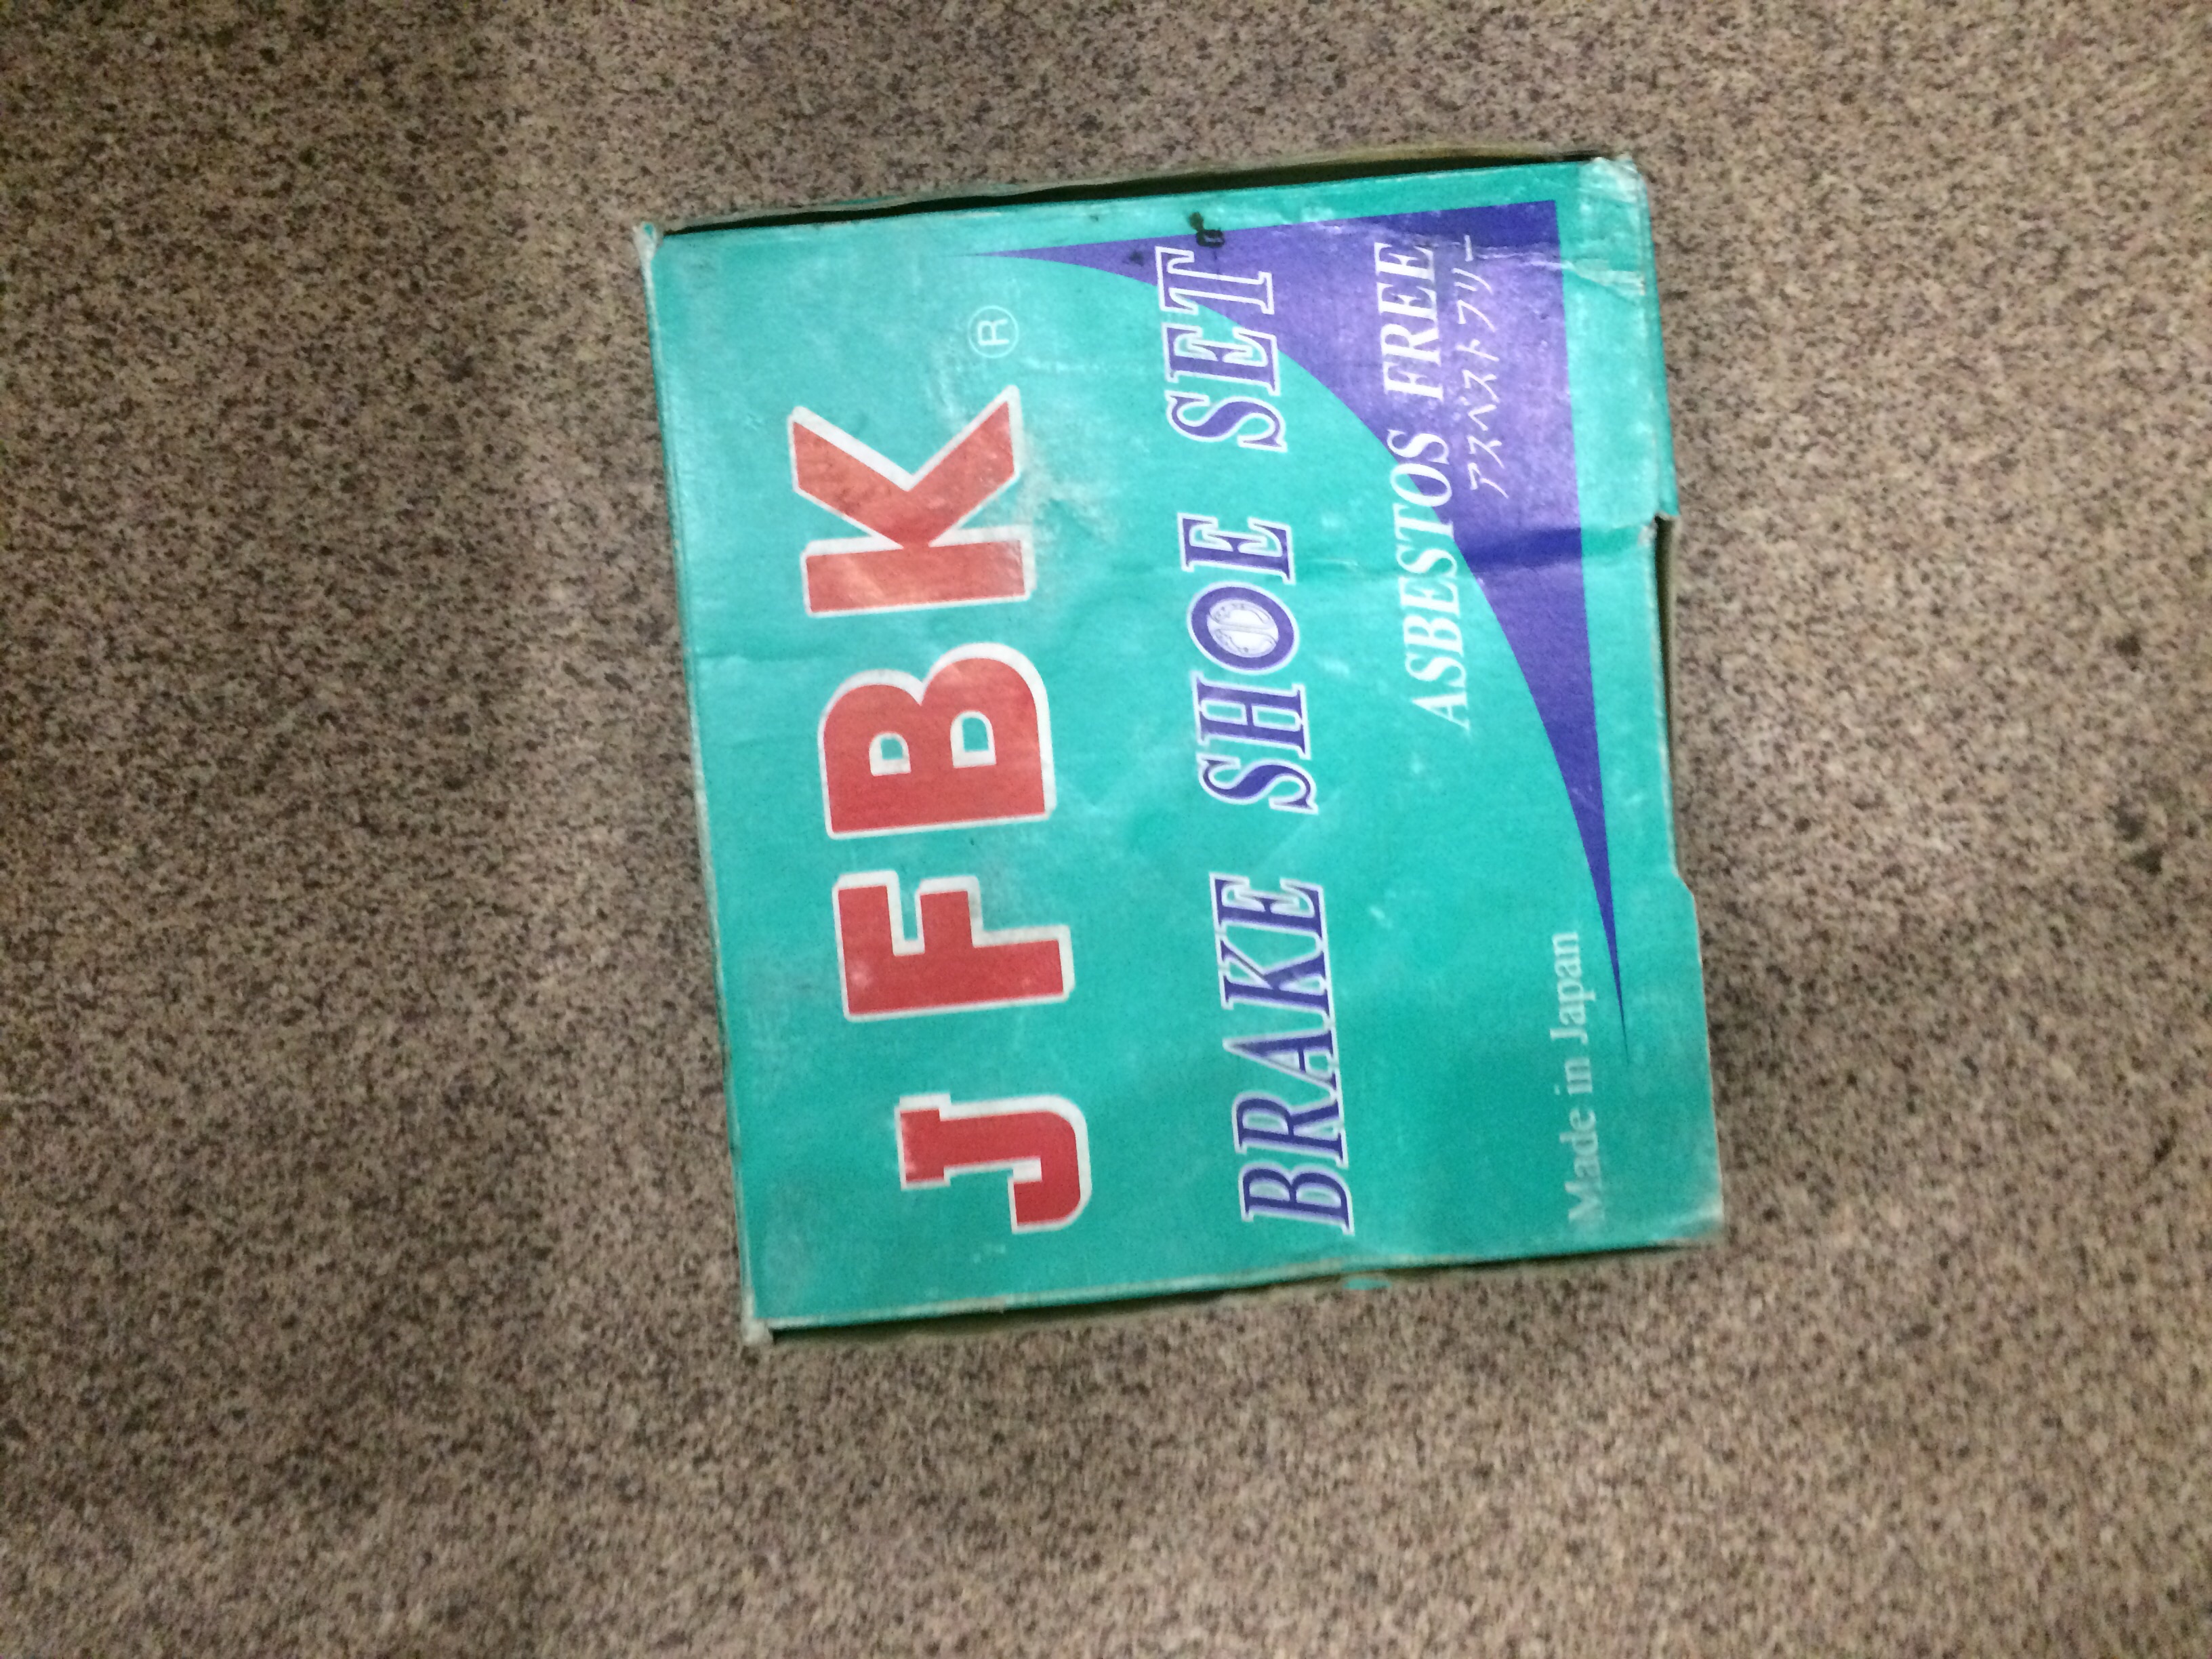 JFBK®
BRAKE SHOE SET
ASBESTOS FREE
アスベストフリー
Made in Japan